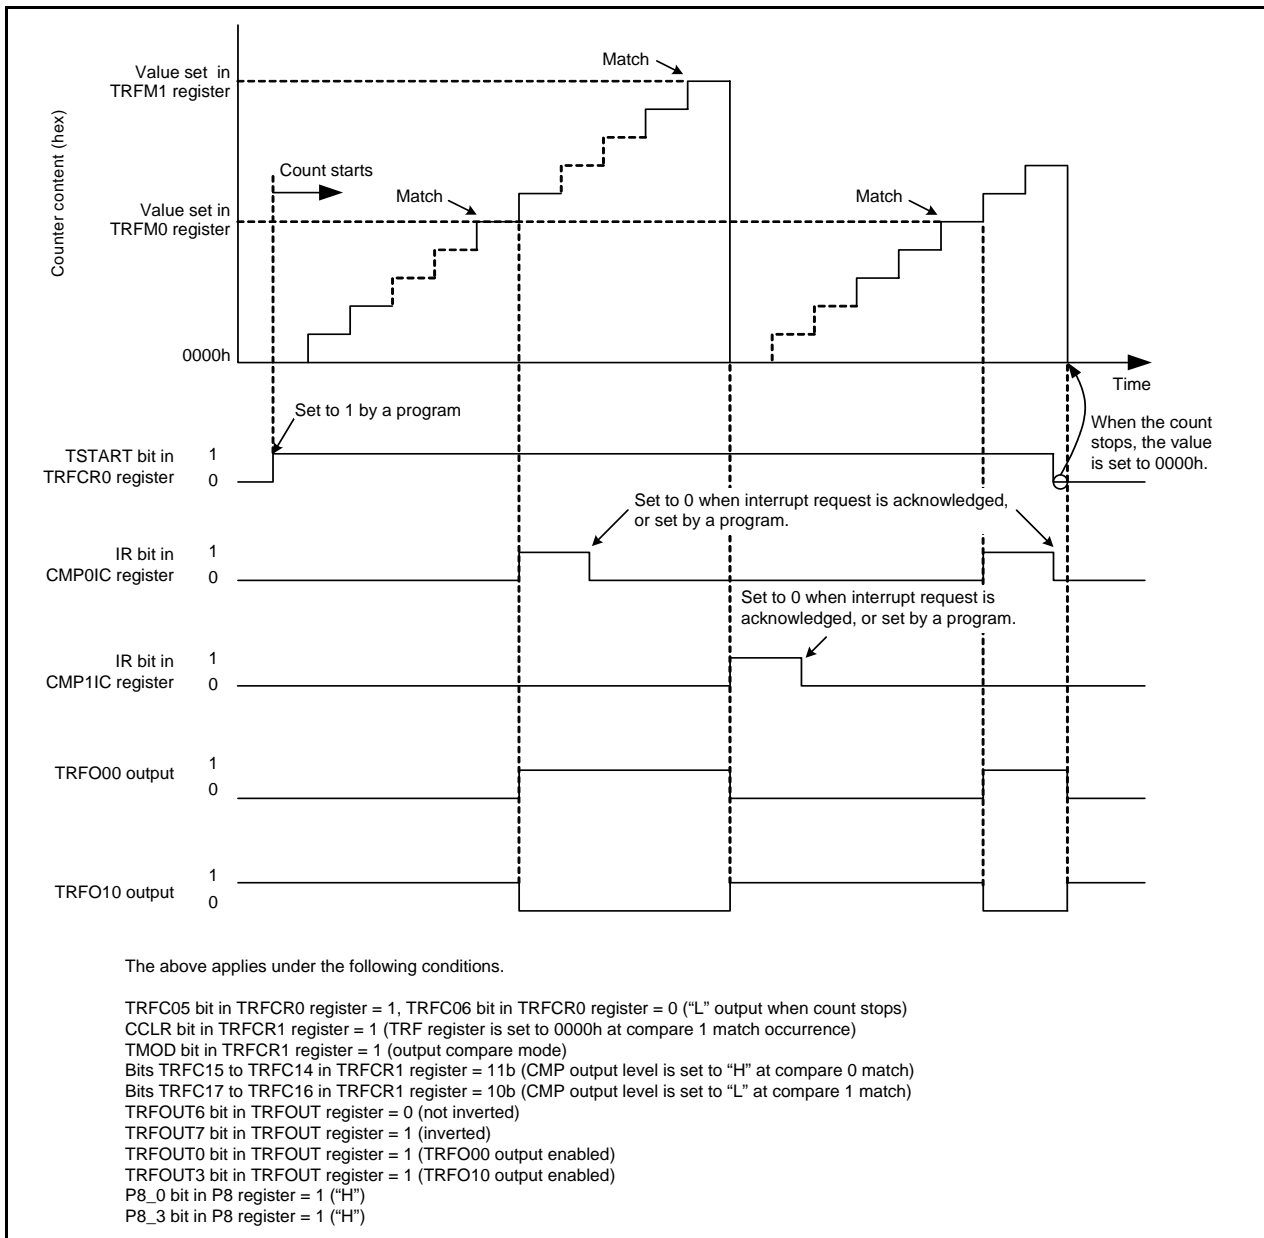 Match
Value set in
TRFM1 register
Counter content (hex)
Count starts
Match
Match
Value set in
TRFM0 register
0000h
Time
Set to 1 by a program
When the count
stops, the value
is set to 0000h.
TSTART bit in
TRFCR0 register
1
0
Set to 0 when interrupt request is acknowledged,
or set by a program.
IR bit in
CMP0IC register
1
0
Set to 0 when interrupt request is
acknowledged, or set by a program.
IR bit in
CMP1IC register
1
0
TRFO00 output
1
0
TRFO10 output
1
0
The above applies under the following conditions.
TRFC05 bit in TRFCR0 register = 1, TRFC06 bit in TRFCR0 register = 0 (“L” output when count stops)
CCLR bit in TRFCR1 register = 1 (TRF register is set to 0000h at compare 1 match occurrence)
TMOD bit in TRFCR1 register = 1 (output compare mode)
Bits TRFC15 to TRFC14 in TRFCR1 register = 11b (CMP output level is set to “H” at compare 0 match)
Bits TRFC17 to TRFC16 in TRFCR1 register = 10b (CMP output level is set to “L” at compare 1 match)
TRFOUT6 bit in TRFOUT register = 0 (not inverted)
TRFOUT7 bit in TRFOUT register = 1 (inverted)
TRFOUT0 bit in TRFOUT register = 1 (TRFO00 output enabled)
TRFOUT3 bit in TRFOUT register = 1 (TRFO10 output enabled)
P8_0 bit in P8 register = 1 (“H”)
P8_3 bit in P8 register = 1 (“H”)